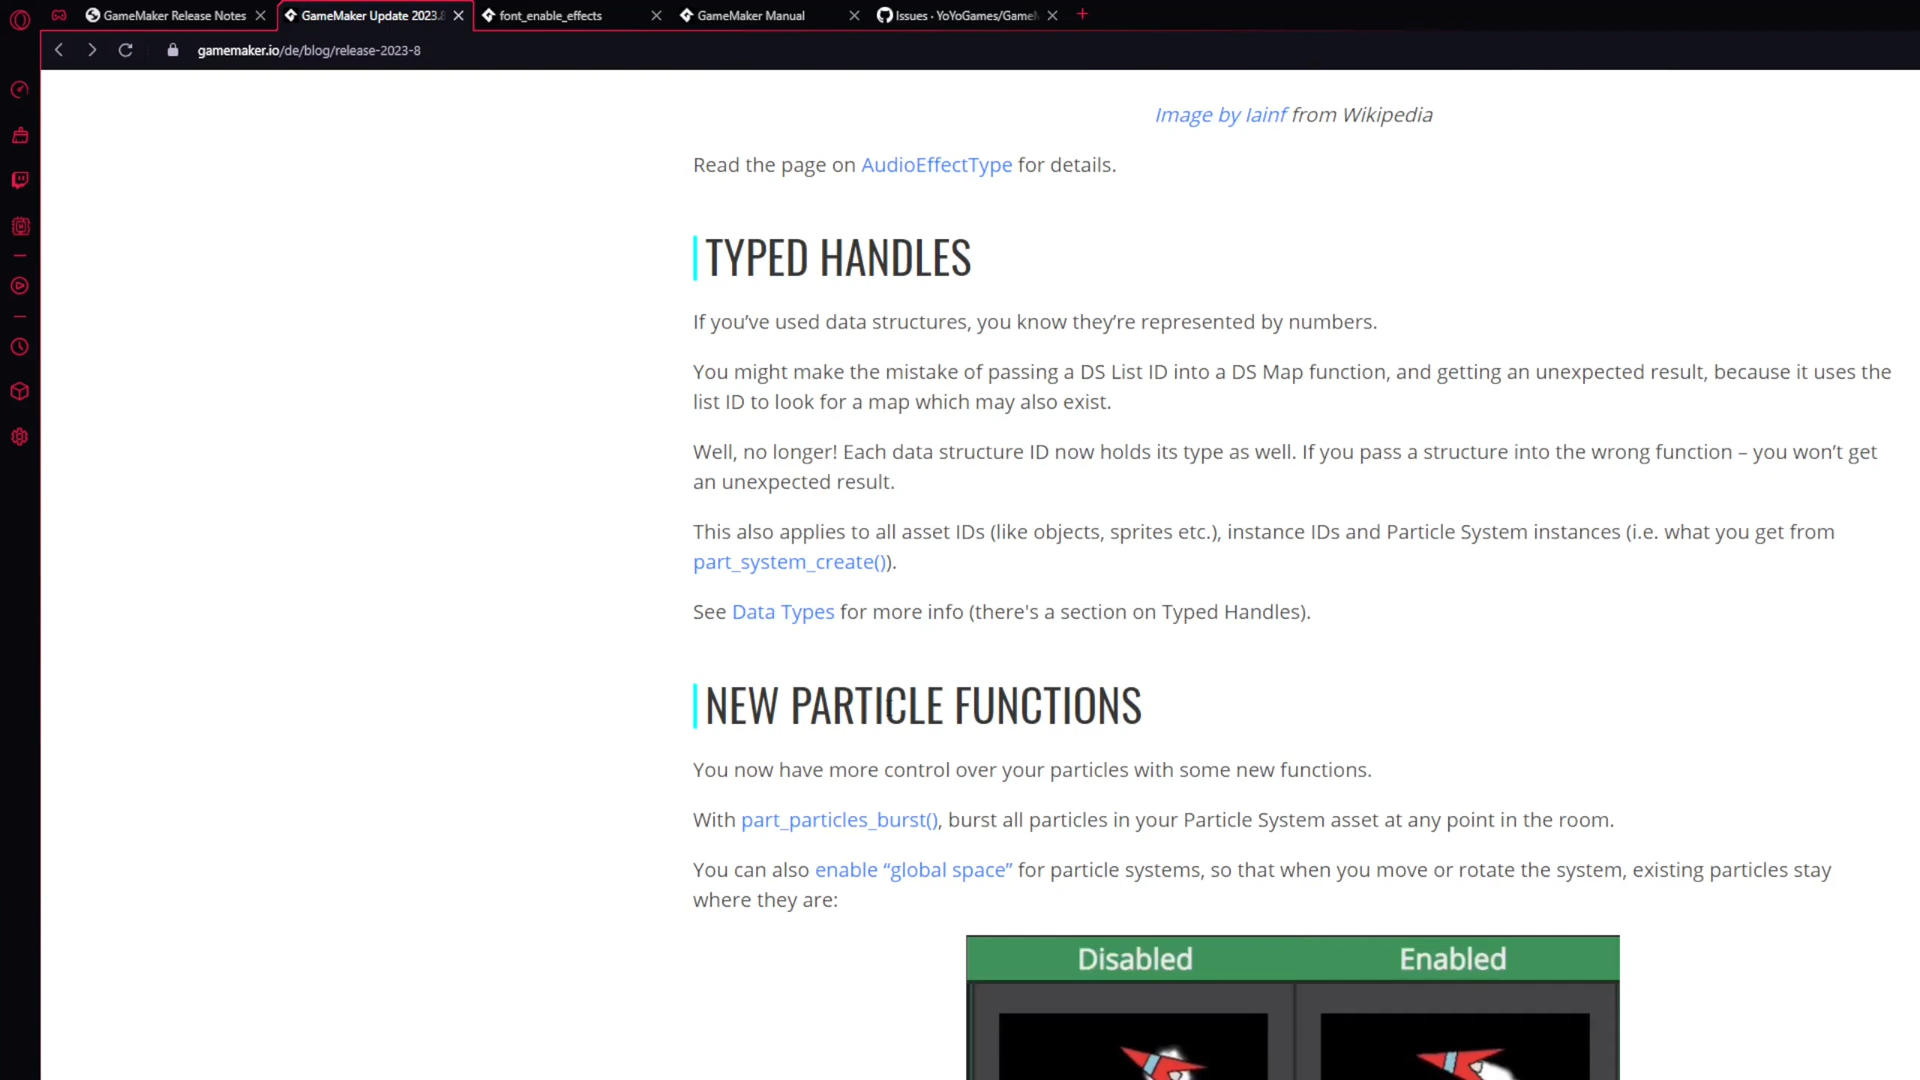 GameMaker Release Notes
GameMaker Update 2023.8
font_enable_effects
GameMaker Manual
Issues · YoYoGames/GameM
gamemaker.io/de/blog/release-2023-8
Image by Iainf from Wikipedia
Read the page on AudioEffectType for details.
TYPED HANDLES
If you’ve used data structures, you know they’re represented by numbers.
You might make the mistake of passing a DS List ID into a DS Map function, and getting an unexpected result, because it uses the
list ID to look for a map which may also exist.
Well, no longer! Each data structure ID now holds its type as well. If you pass a structure into the wrong function – you won’t get
an unexpected result.
This also applies to all asset IDs (like objects, sprites etc.), instance IDs and Particle System instances (i.e. what you get from
part_system_create()).
See Data Types for more info (there's a section on Typed Handles).
NEW PARTICLE FUNCTIONS
You now have more control over your particles with some new functions.
With part_particles_burst(), burst all particles in your Particle System asset at any point in the room.
You can also enable “global space” for particle systems, so that when you move or rotate the system, existing particles stay
where they are:
Disabled
Enabled